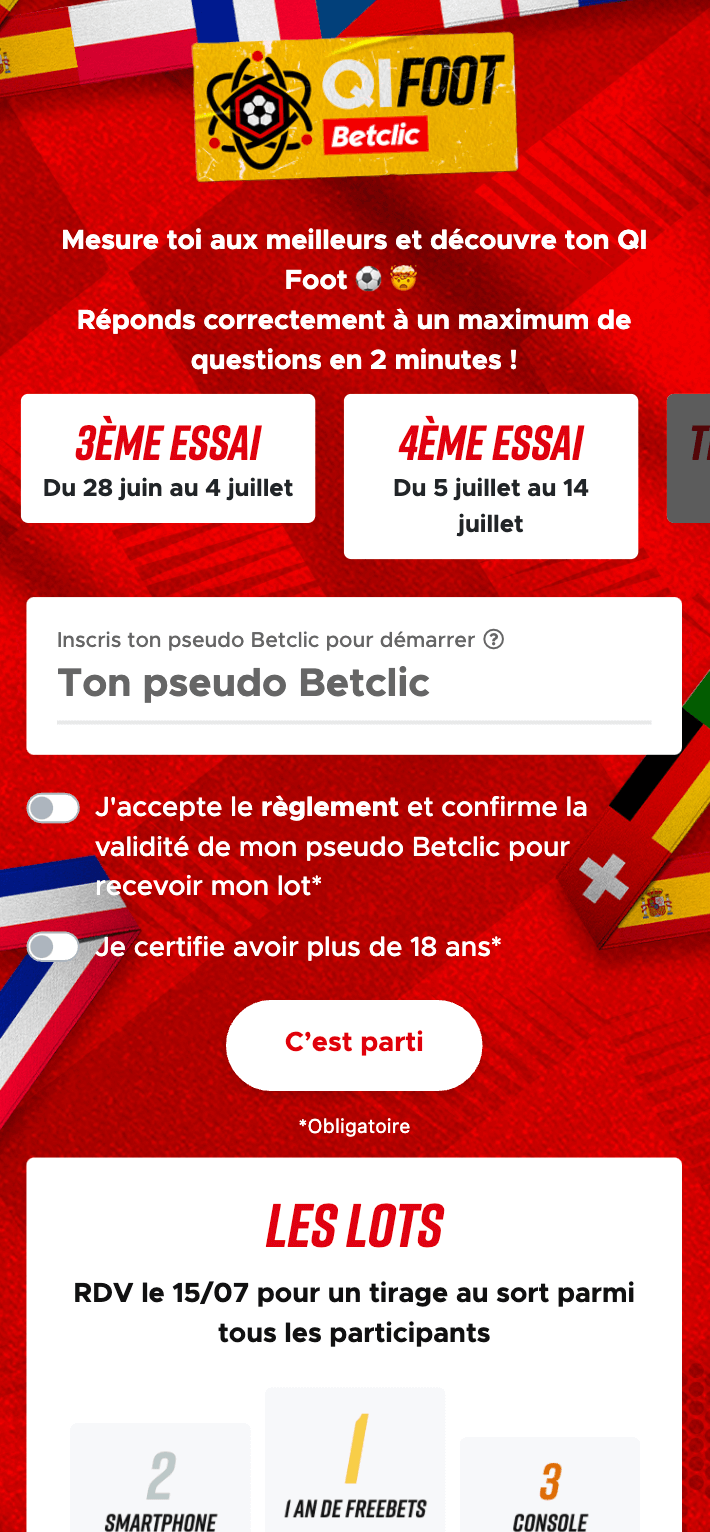 QIFOOT
Betclic
Mesure toi aux meilleurs et découvre ton QI
Foot ⚽ 🤯
Réponds correctement à un maximum de
questions en 2 minutes !
3ÈME ESSAI
Du 28 juin au 4 juillet
4ÈME ESSAI
Du 5 juillet au 14
juillet
Inscris ton pseudo Betclic pour démarrer
Ton pseudo Betclic
J'accepte le règlement et confirme la
validité de mon pseudo Betclic pour
recevoir mon lot*
Je certifie avoir plus de 18 ans*
C’est parti
*Obligatoire
LES LOTS
RDV le 15/07 pour un tirage au sort parmi
tous les participants
2
SMARTPHONE
1
1 AN DE FREEBETS
3
CONSOLE